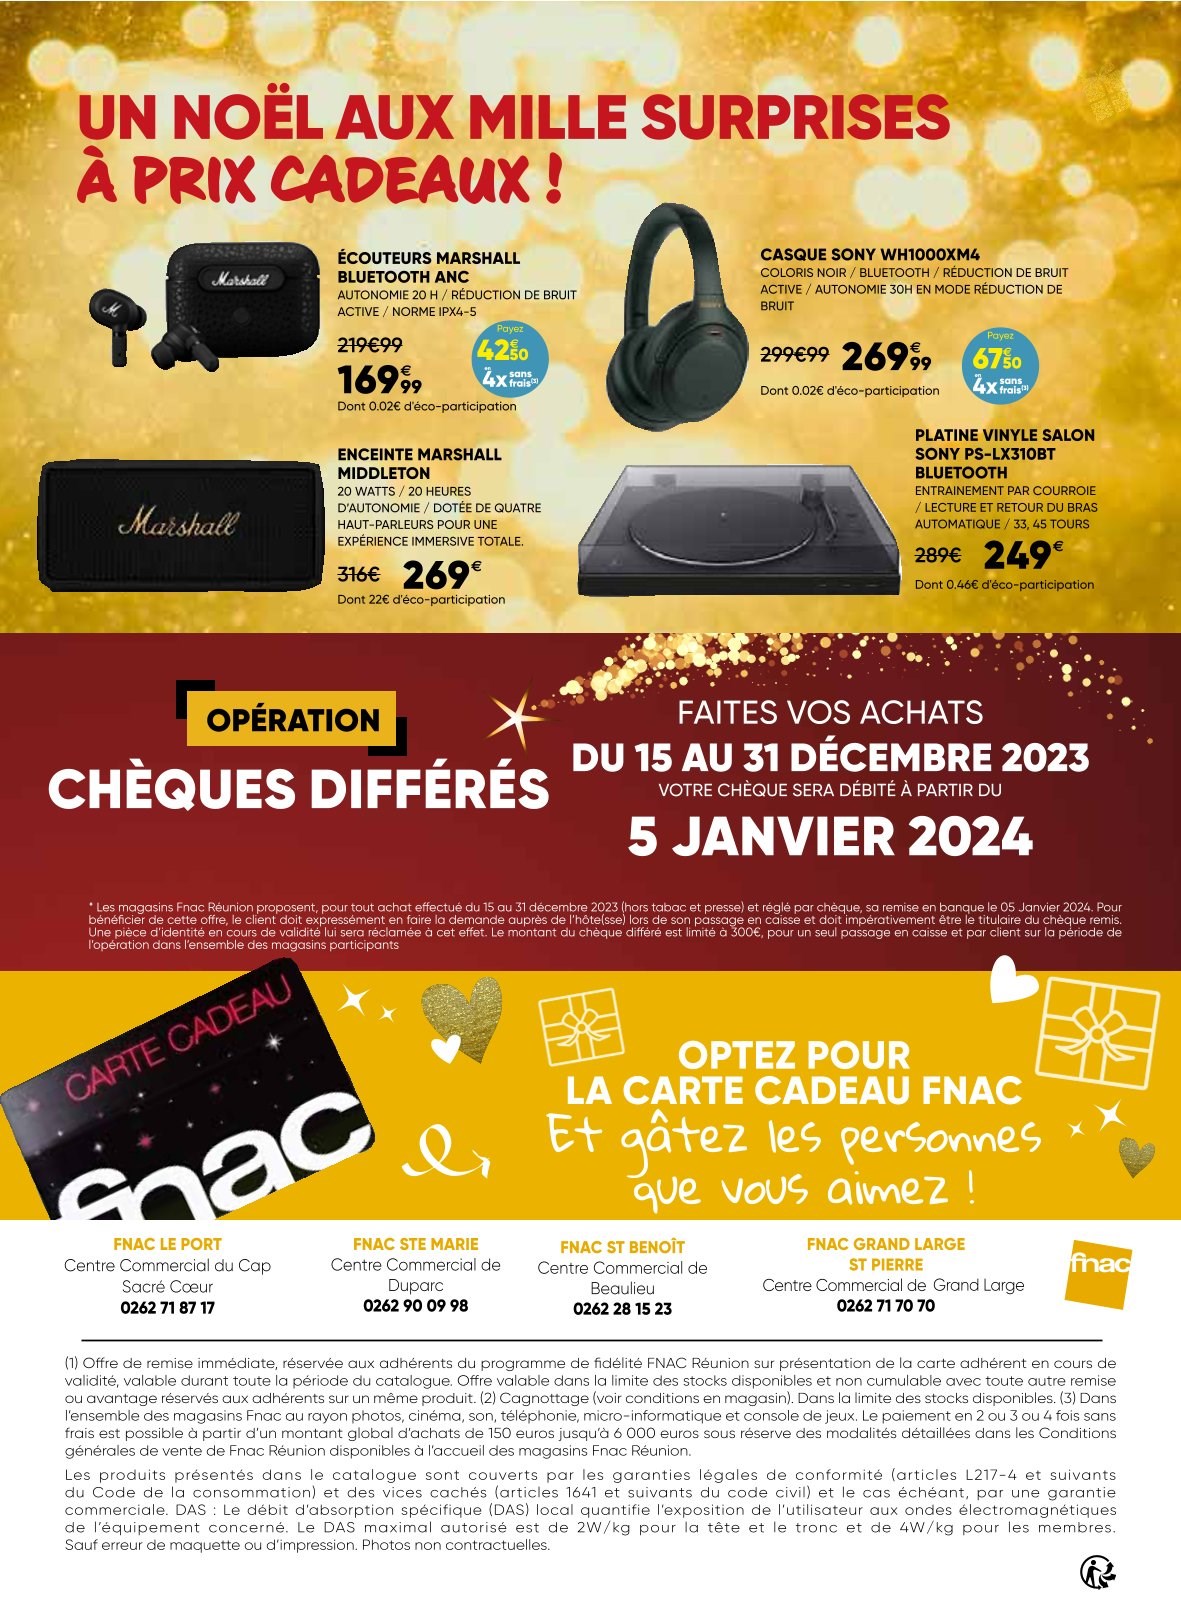 UN NOËL AUX MILLE SURPRISES
À PRIX CADEAUX !
Marshall
ÉCOUTEURS MARSHALL
BLUETOOTH ANC
AUTONOMIE 20 H / RÉDUCTION DE BRUIT
ACTIVE / NORME IPX4-5
219€99
169€99
Dont 0.02€ d'éco-participation
Payez
42€50
en 4x sans frais(3)
SONY
CASQUE SONY WH1000XM4
COLORIS NOIR / BLUETOOTH / RÉDUCTION DE BRUIT
ACTIVE / AUTONOMIE 30H EN MODE RÉDUCTION DE
BRUIT
299€99 269€99
Dont 0.02€ d'éco-participation
Payez
67€50
en 4x sans frais(3)
Marshall
ENCEINTE MARSHALL
MIDDLETON
20 WATTS / 20 HEURES
D'AUTONOMIE / DOTÉE DE QUATRE
HAUT-PARLEURS POUR UNE
EXPÉRIENCE IMMERSIVE TOTALE.
316€ 269€
Dont 22€ d'éco-participation
PLATINE VINYLE SALON
SONY PS-LX310BT
BLUETOOTH
ENTRAINEMENT PAR COURROIE
/ LECTURE ET RETOUR DU BRAS
AUTOMATIQUE / 33, 45 TOURS
289€ 249€
Dont 0.46€ d'éco-participation
OPÉRATION
CHÈQUES DIFFÉRÉS
FAITES VOS ACHATS
DU 15 AU 31 DÉCEMBRE 2023
VOTRE CHÈQUE SERA DÉBITÉ À PARTIR DU
5 JANVIER 2024
* Les magasins Fnac Réunion proposent, pour tout achat effectué du 15 au 31 décembre 2023 (hors tabac et presse) et réglé par chèque, sa remise en banque le 05 Janvier 2024. Pour
bénéficier de cette offre, le client doit expressément en faire la demande auprès de l'hôte(sse) lors de son passage en caisse et doit impérativement être le titulaire du chèque remis.
Une pièce d'identité en cours de validité lui sera réclamée à cet effet. Le montant du chèque différé est limité à 300€, pour un seul passage en caisse et par client sur la période de
l'opération dans l'ensemble des magasins participants
CARTE CADEAU
fnac
OPTEZ POUR
LA CARTE CADEAU FNAC
Et gâtez les personnes
que vous aimez !
FNAC LE PORT
Centre Commercial du Cap
Sacré Cœur
0262 71 87 17
FNAC STE MARIE
Centre Commercial de
Duparc
0262 90 09 98
FNAC ST BENOÎT
Centre Commercial de
Beaulieu
0262 28 15 23
FNAC GRAND LARGE
ST PIERRE
Centre Commercial de Grand Large
0262 71 70 70
fnac
(1) Offre de remise immédiate, réservée aux adhérents du programme de fidélité FNAC Réunion sur présentation de la carte adhérent en cours de
validité, valable durant toute la période du catalogue. Offre valable dans la limite des stocks disponibles et non cumulable avec toute autre remise
ou avantage réservés aux adhérents sur un même produit. (2) Cagnottage (voir conditions en magasin). Dans la limite des stocks disponibles. (3) Dans
l'ensemble des magasins Fnac au rayon photos, cinéma, son, téléphonie, micro-informatique et console de jeux. Le paiement en 2 ou 3 ou 4 fois sans
frais est possible à partir d'un montant global d'achats de 150 euros jusqu'à 6 000 euros sous réserve des modalités détaillées dans les Conditions
générales de vente de Fnac Réunion disponibles à l'accueil des magasins Fnac Réunion.
Les produits présentés dans le catalogue sont couverts par les garanties légales de conformité (articles L217-4 et suivants
du Code de la consommation) et des vices cachés (articles 1641 et suivants du code civil) et le cas échéant, par une garantie
commerciale. DAS : Le débit d'absorption spécifique (DAS) local quantifie l'exposition de l'utilisateur aux ondes électromagnétiques
de l'équipement concerné. Le DAS maximal autorisé est de 2W/kg pour la tête et le tronc et de 4W/kg pour les membres.
Sauf erreur de maquette ou d'impression. Photos non contractuelles.